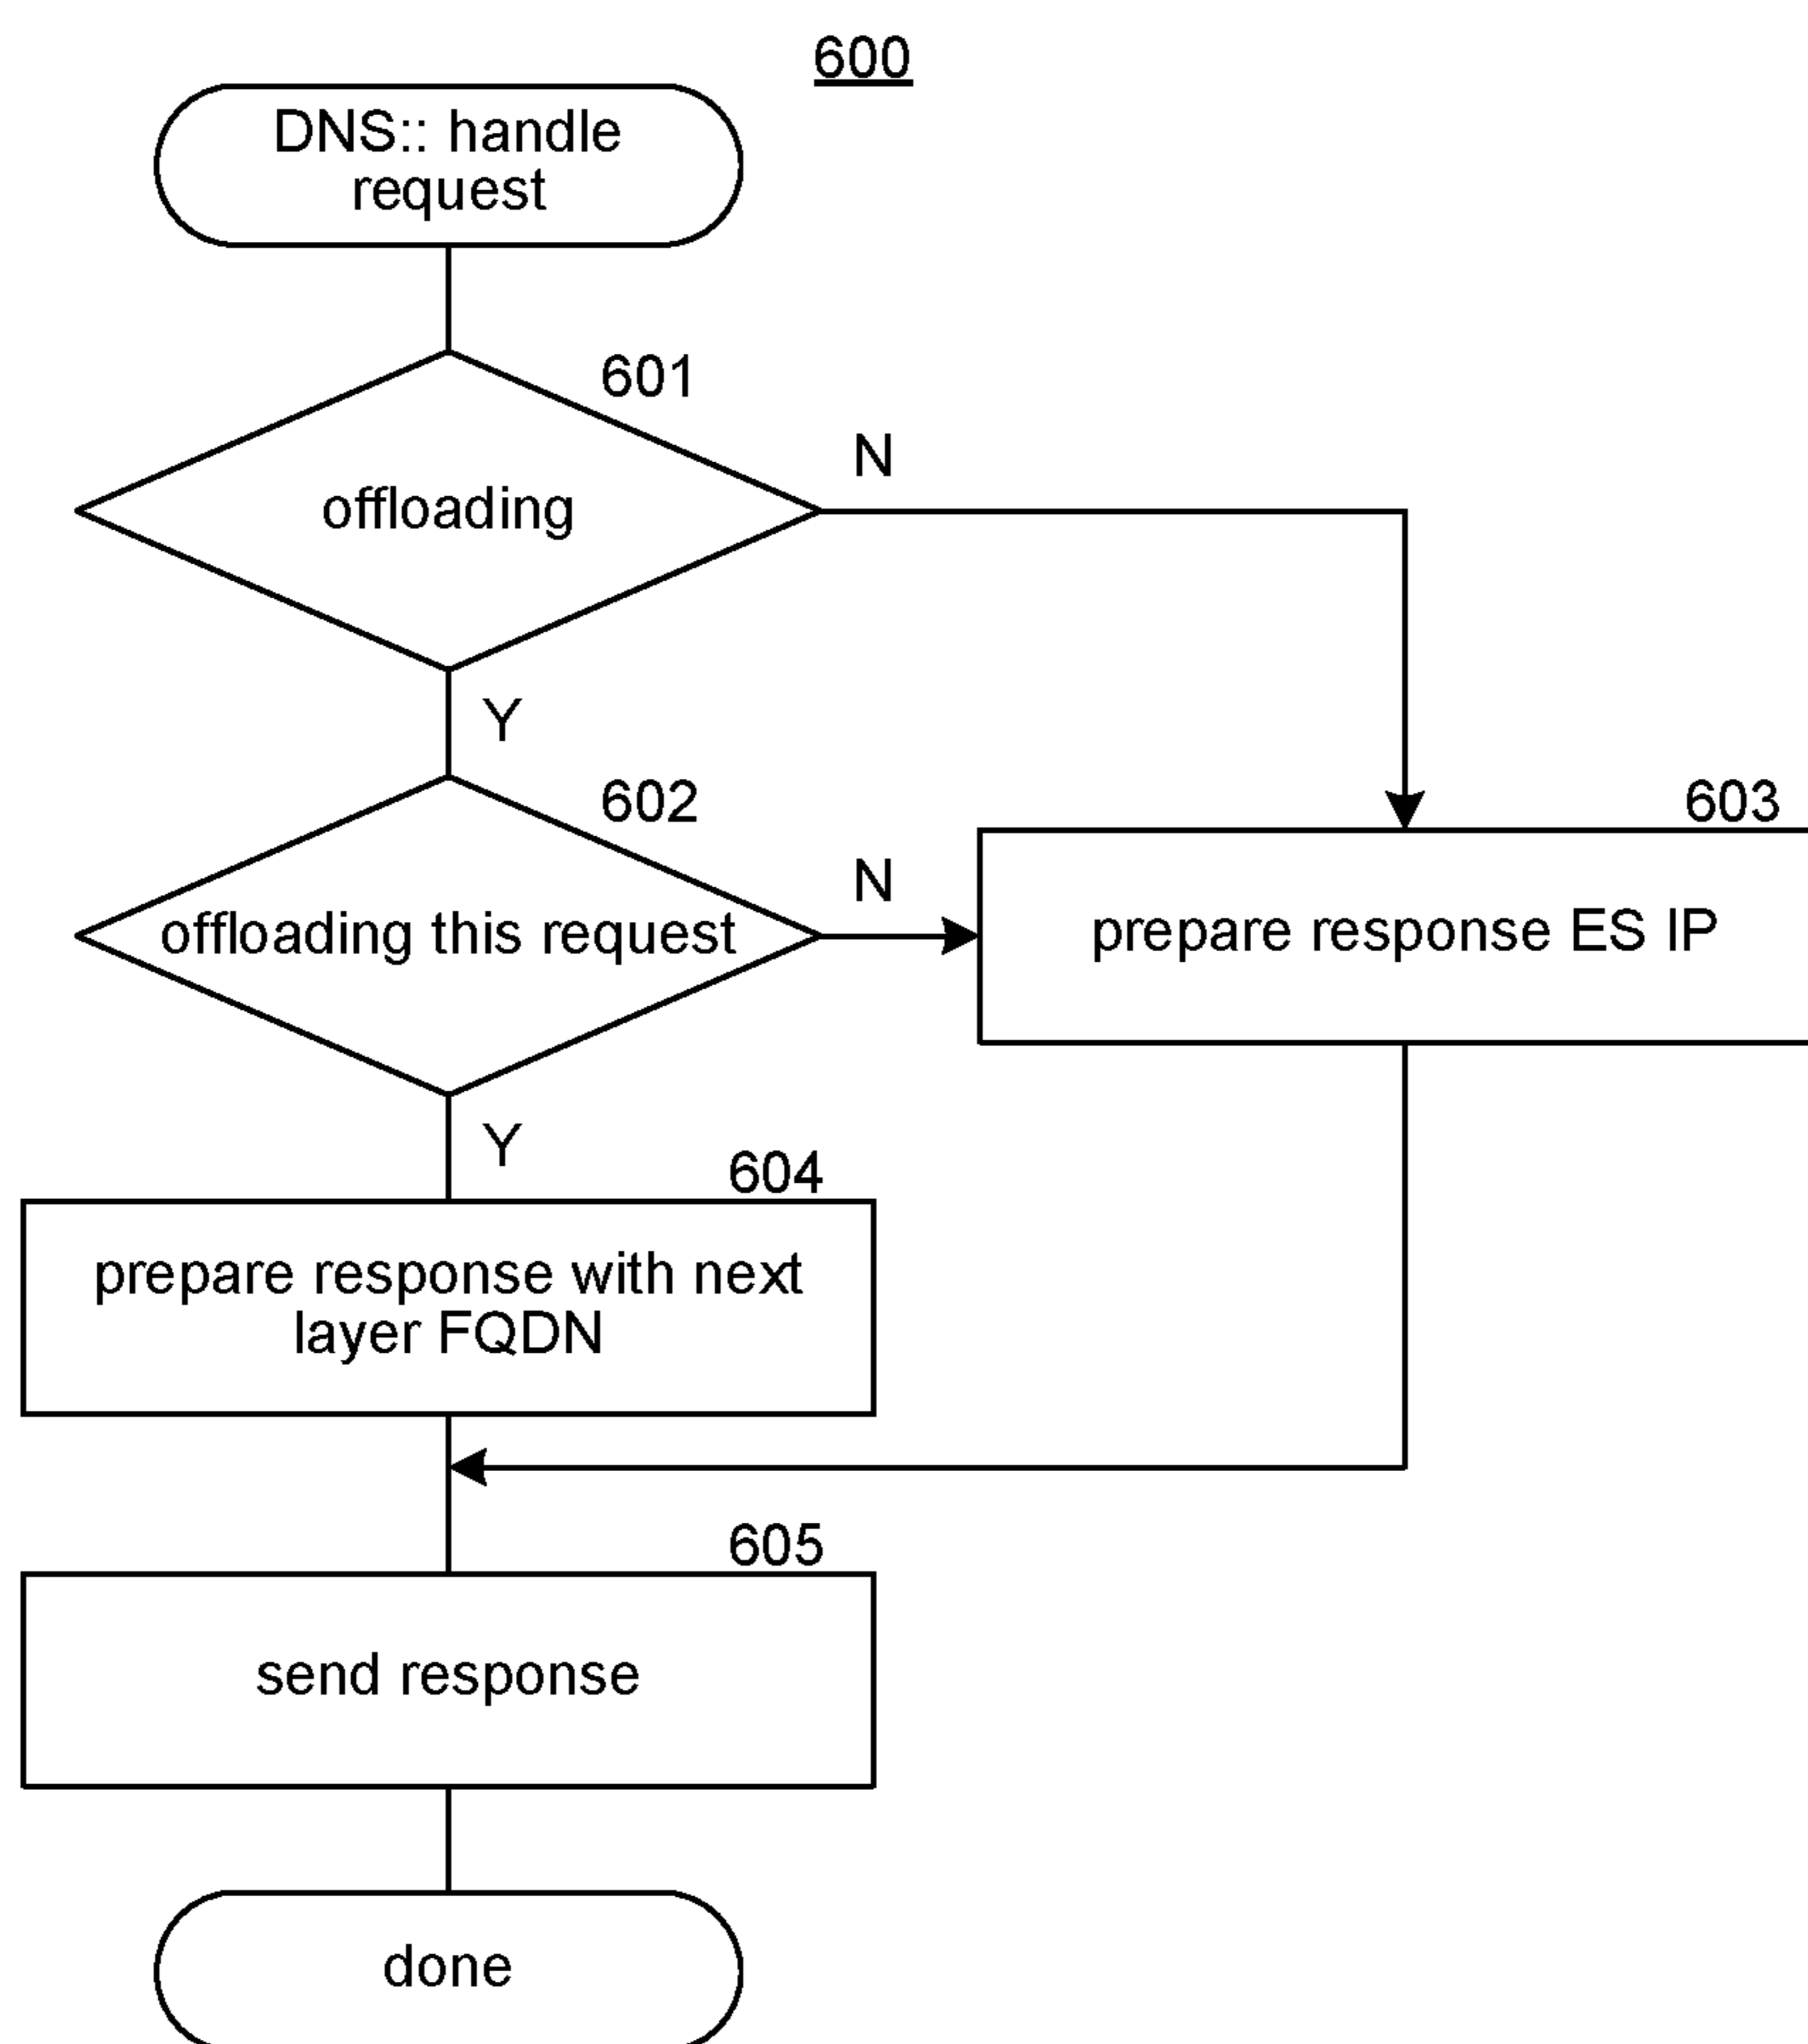 600
DNS:: handle
request
601
offloading
N
Y
602
offloading this request
N
603
prepare response ES IP
Y
604
prepare response with next
layer FQDN
605
send response
done